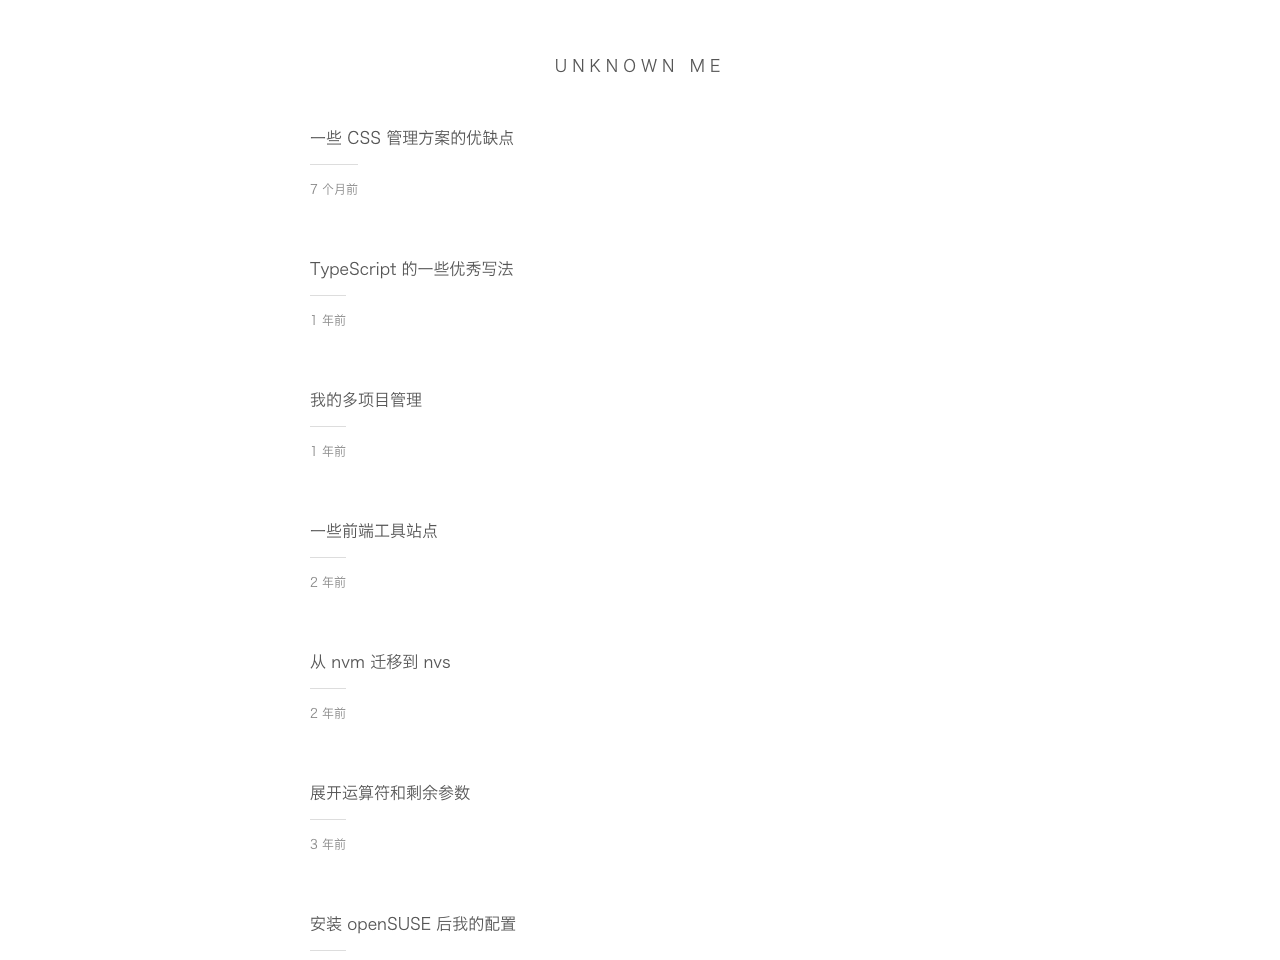 UNKNOWN ME
一些 CSS 管理方案的优缺点
7 个月前
TypeScript 的一些优秀写法
1 年前
我的多项目管理
1 年前
一些前端工具站点
2 年前
从 nvm 迁移到 nvs
2 年前
展开运算符和剩余参数
3 年前
安装 openSUSE 后我的配置